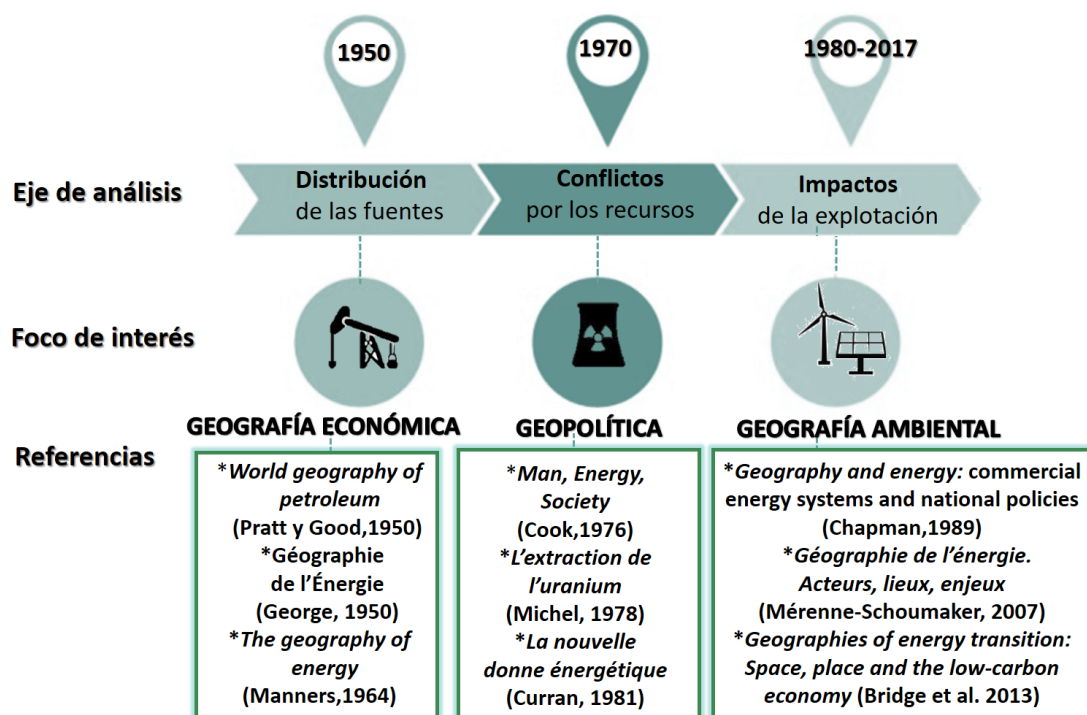 1950
1970
1980-2017
Eje de análisis
Distribución
de las fuentes
Conflictos
por los recursos
Impactos
de la explotación
Foco de interés
GEOGRAFÍA ECONÓMICA
GEOPOLÍTICA
GEOGRAFÍA AMBIENTAL
Referencias
*World geography of
petroleum
(Pratt y Good,1950)
*Géographie
de l’Énergie
(George, 1950)
*The geography of
energy
(Manners,1964)
*Man, Energy,
Society
(Cook,1976)
*L’extraction de
l’uranium
(Michel, 1978)
*La nouvelle
donne énergétique
(Curran, 1981)
*Geography and energy: commercial
energy systems and national policies
(Chapman,1989)
*Géographie de l’énergie.
Acteurs, lieux, enjeux
(Mérenne-Schoumaker, 2007)
*Geographies of energy transition:
Space, place and the low-carbon
economy (Bridge et al. 2013)